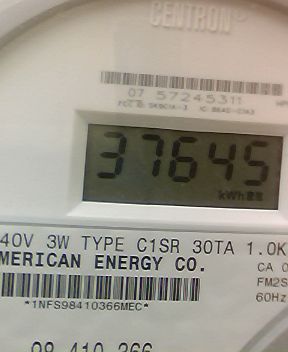 CENTRON®
07 57245311
37645
kWh
40V 3W TYPE C1SR 30TA 1.0K
MERICAN ENERGY CO.
CA 0
FM2S
60Hz
*1NFS98410366MEC*
98 410 366